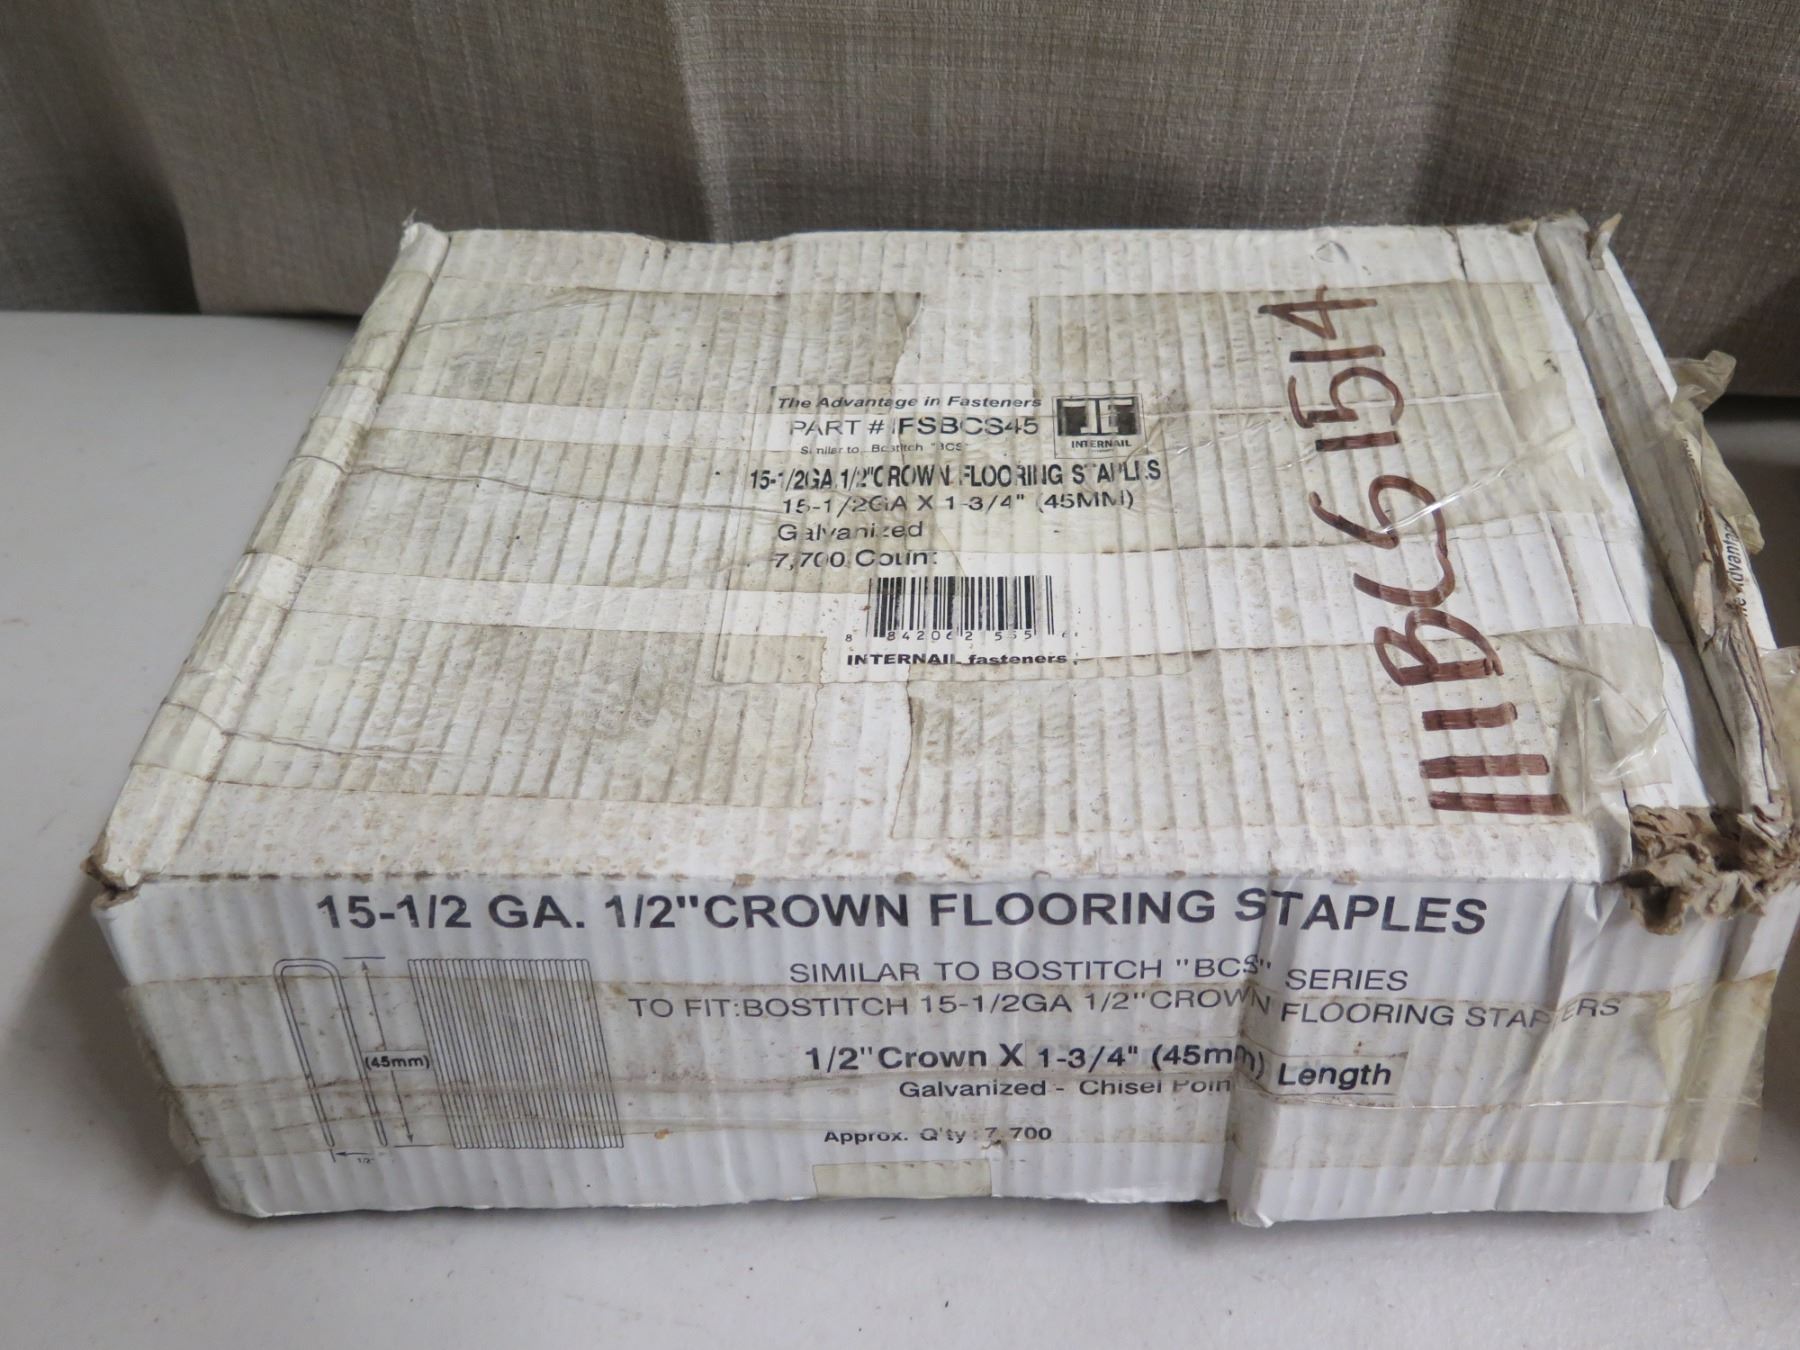 The Advantage in Fasteners
PART # IFSBCS45
INTERNAIL
Similar to Bostitch "BCS"
15-1/2GA 1/2"CROWN FLOORING STAPLES
15-1/2GA X 1-3/4" (45MM)
Galvanized
7,700 Count
INTERNAIL fasteners
15-1/2 GA. 1/2"CROWN FLOORING STAPLES
SIMILAR TO BOSTITCH "BCS" SERIES
TO FIT:BOSTITCH 15-1/2GA 1/2"CROWN FLOORING STAPLERS
(45mm)
1/2"Crown X 1-3/4" (45mm) Length
Galvanized - Chisel Poin
Approx. Q'ty : 7,700
1/2"